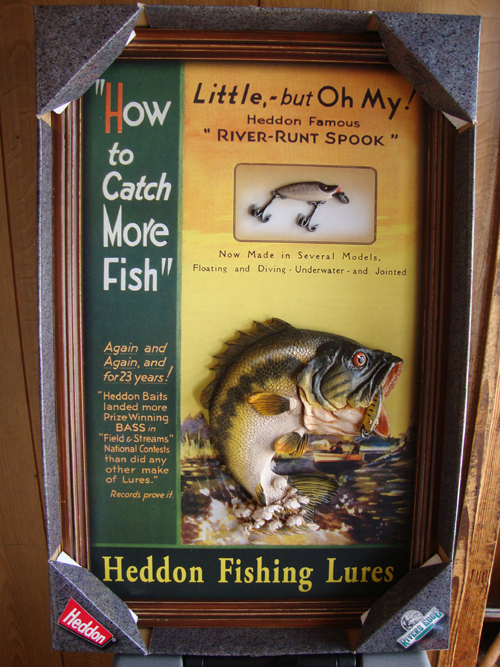 "How
to
Catch
More
Fish"
Again and
Again, and
for 23 years!
"Heddon Baits
landed more
Prize Winning
BASS in
"Field & Streams"
National Contests
than did any
other make
of Lures."
Records prove it.
Little,-but Oh My!
Heddon Famous
"RIVER-RUNT SPOOK"
Now Made in Several Models,
Floating and Diving - Underwater - and Jointed
Heddon Fishing Lures
Heddon